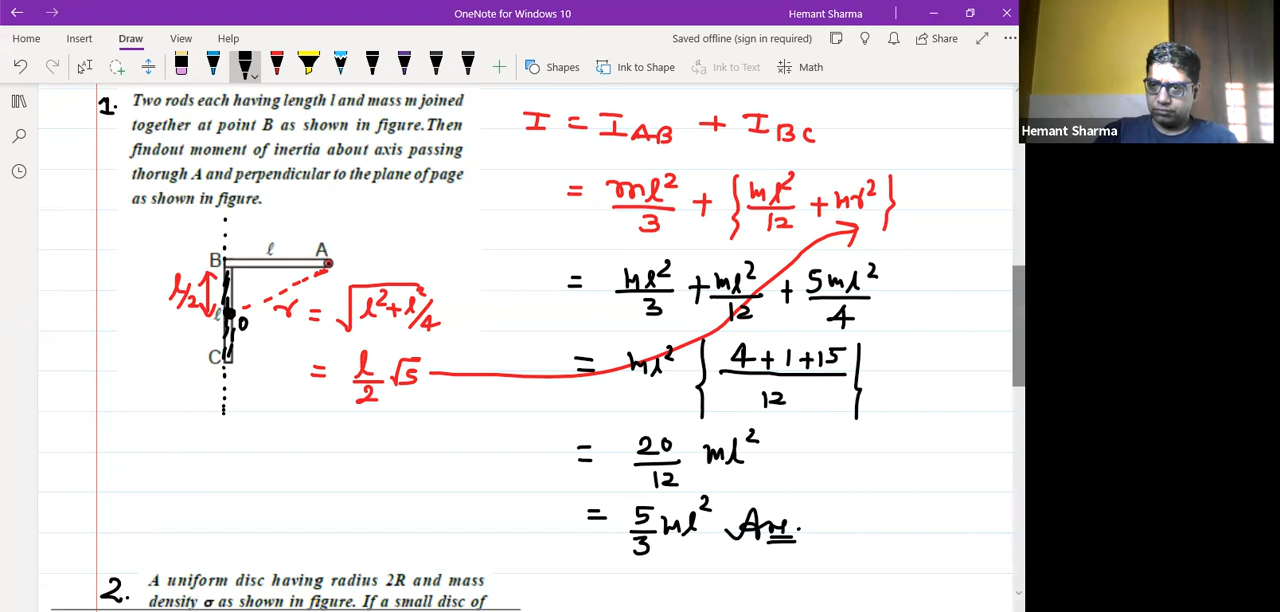 OneNote for Windows 10
Hemant Sharma
Home Insert Draw View Help
Saved offline (sign in required)
Share
Shapes
Ink to Shape
Ink to Text
Math
1. Two rods each having length l and mass m joined
together at point B as shown in figure.Then
findout moment of inertia about axis passing
thorugh A and perpendicular to the plane of page
as shown in figure.
B ℓ A
l/2
ℓ
O
C
r = √(l² + l²/4)
= l/2 √5
I = I_AB + I_BC
= ml²/3 + {ml²/12 + mr²}
= ml²/3 + ml²/12 + 5ml²/4
= ml² {(4+1+15)/12}
= 20/12 ml²
= 5/3 ml² Ans.
2. A uniform disc having radius 2R and mass
density σ as shown in figure. If a small disc of
Hemant Sharma